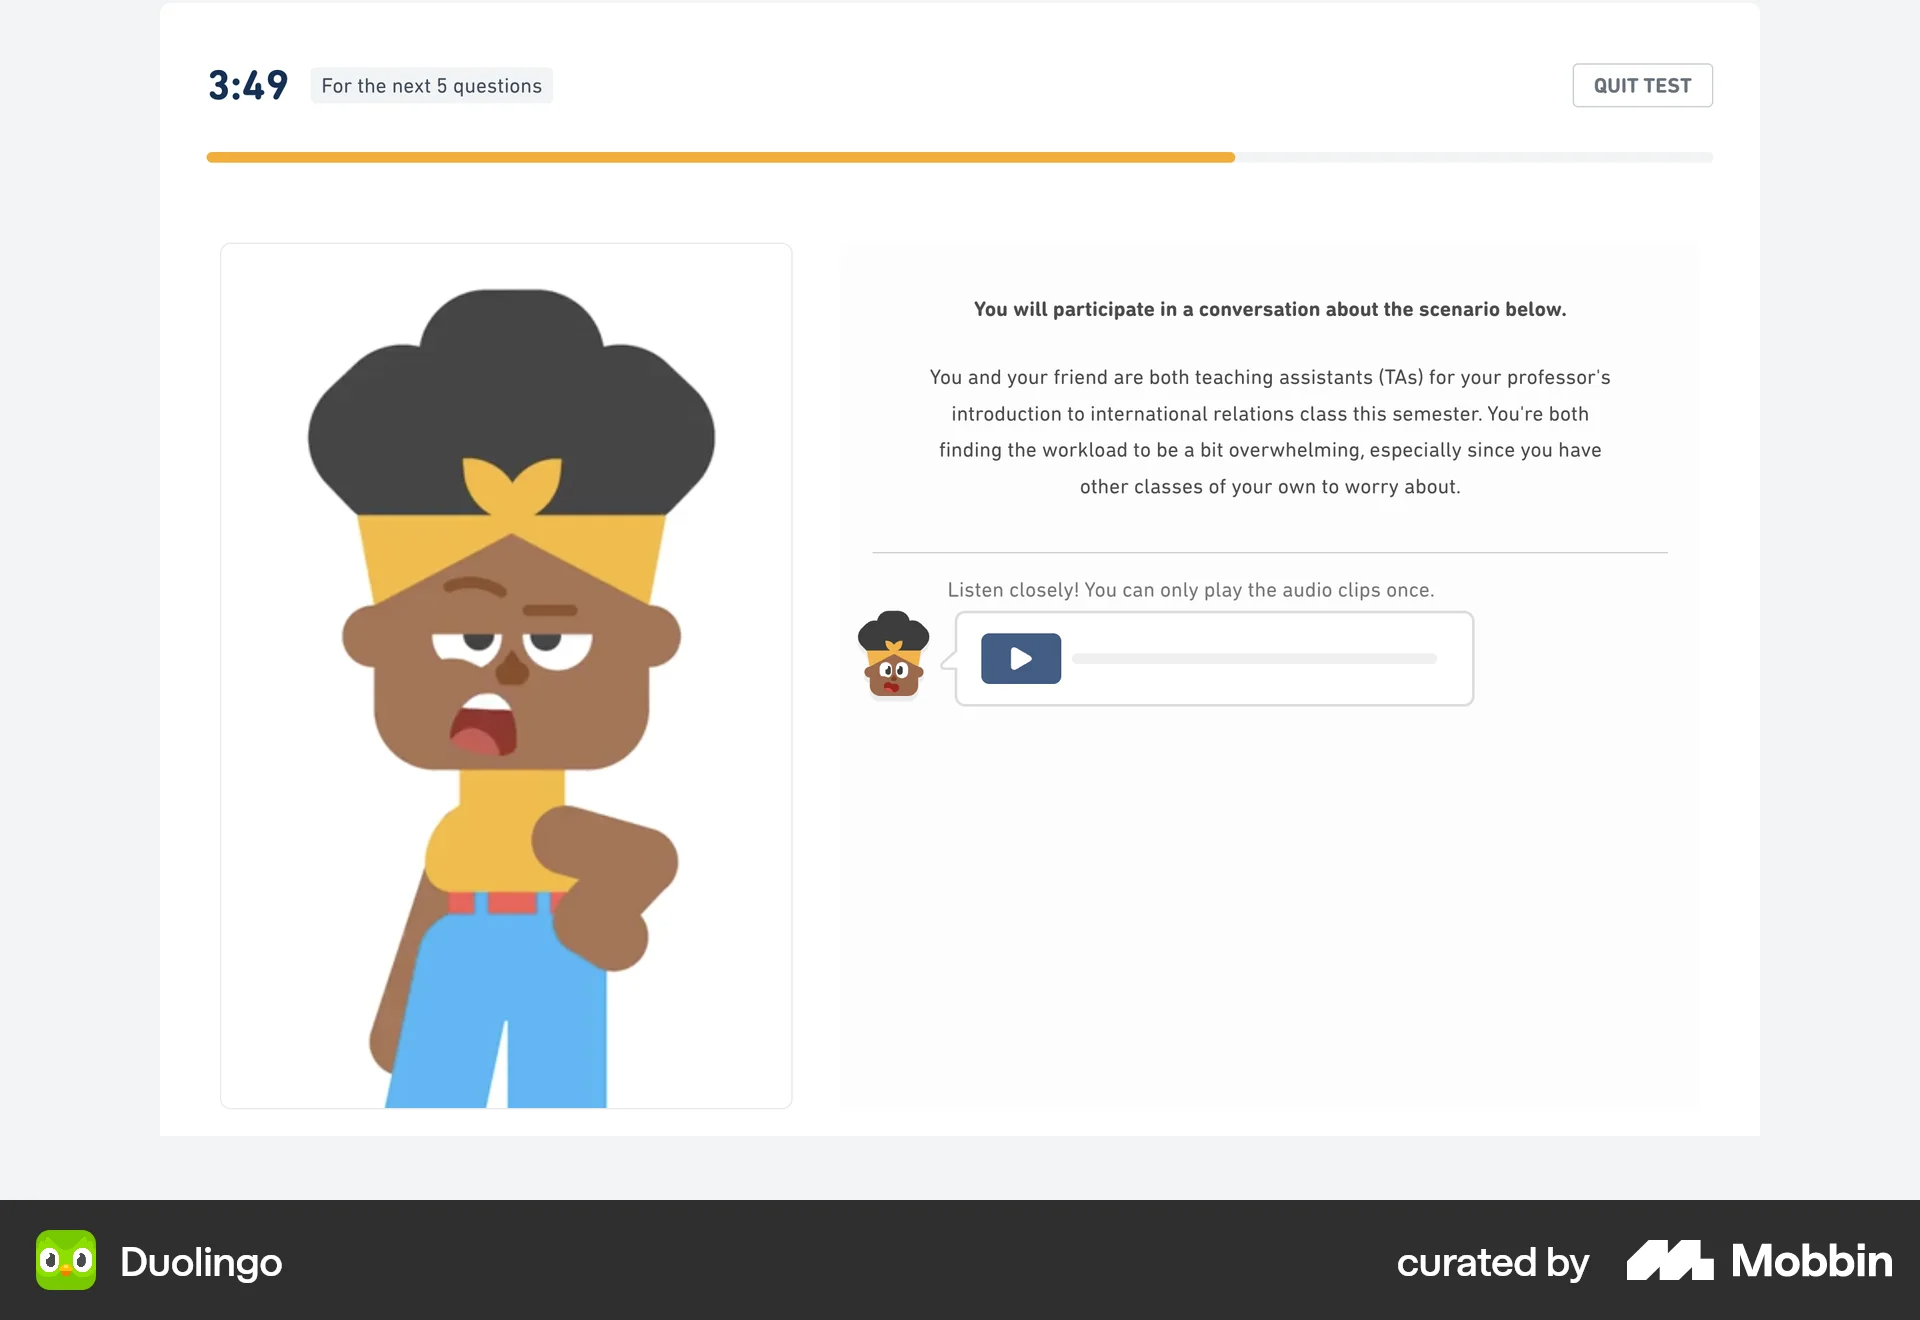 3:49
For the next 5 questions
QUIT TEST
You will participate in a conversation about the scenario below.
You and your friend are both teaching assistants (TAs) for your professor's
introduction to international relations class this semester. You're both
finding the workload to be a bit overwhelming, especially since you have
other classes of your own to worry about.
Listen closely! You can only play the audio clips once.
Duolingo
curated by
Mobbin